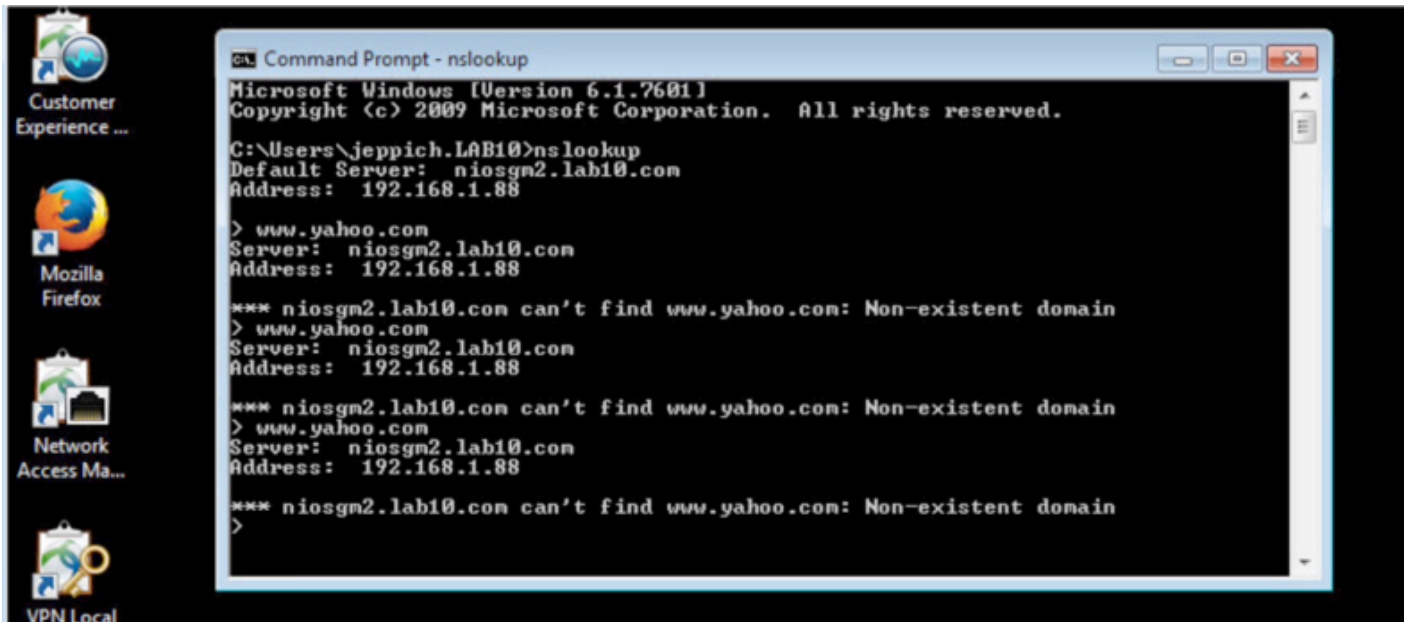 Customer
Experience ...
Mozilla
Firefox
Network
Access Ma...
VPN Local
Command Prompt - nslookup
Microsoft Windows [Version 6.1.7601]
Copyright (c) 2009 Microsoft Corporation.  All rights reserved.
C:\Users\jeppich.LAB10>nslookup
Default Server:  niosgm2.lab10.com
Address:  192.168.1.88
> www.yahoo.com
Server:  niosgm2.lab10.com
Address:  192.168.1.88
*** niosgm2.lab10.com can't find www.yahoo.com: Non-existent domain
> www.yahoo.com
Server:  niosgm2.lab10.com
Address:  192.168.1.88
*** niosgm2.lab10.com can't find www.yahoo.com: Non-existent domain
> www.yahoo.com
Server:  niosgm2.lab10.com
Address:  192.168.1.88
*** niosgm2.lab10.com can't find www.yahoo.com: Non-existent domain
>